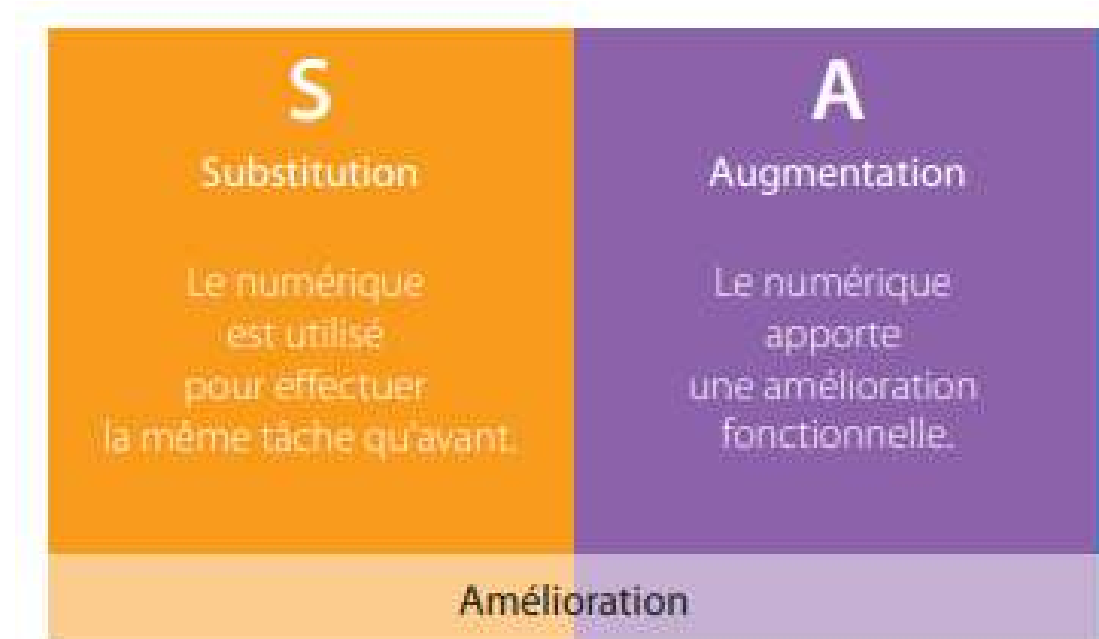 S
Substitution
Le numérique
est utilisé
pour effectuer
la même tâche qu'avant.
A
Augmentation
Le numérique
apporte
une amélioration
fonctionnelle.
Amélioration